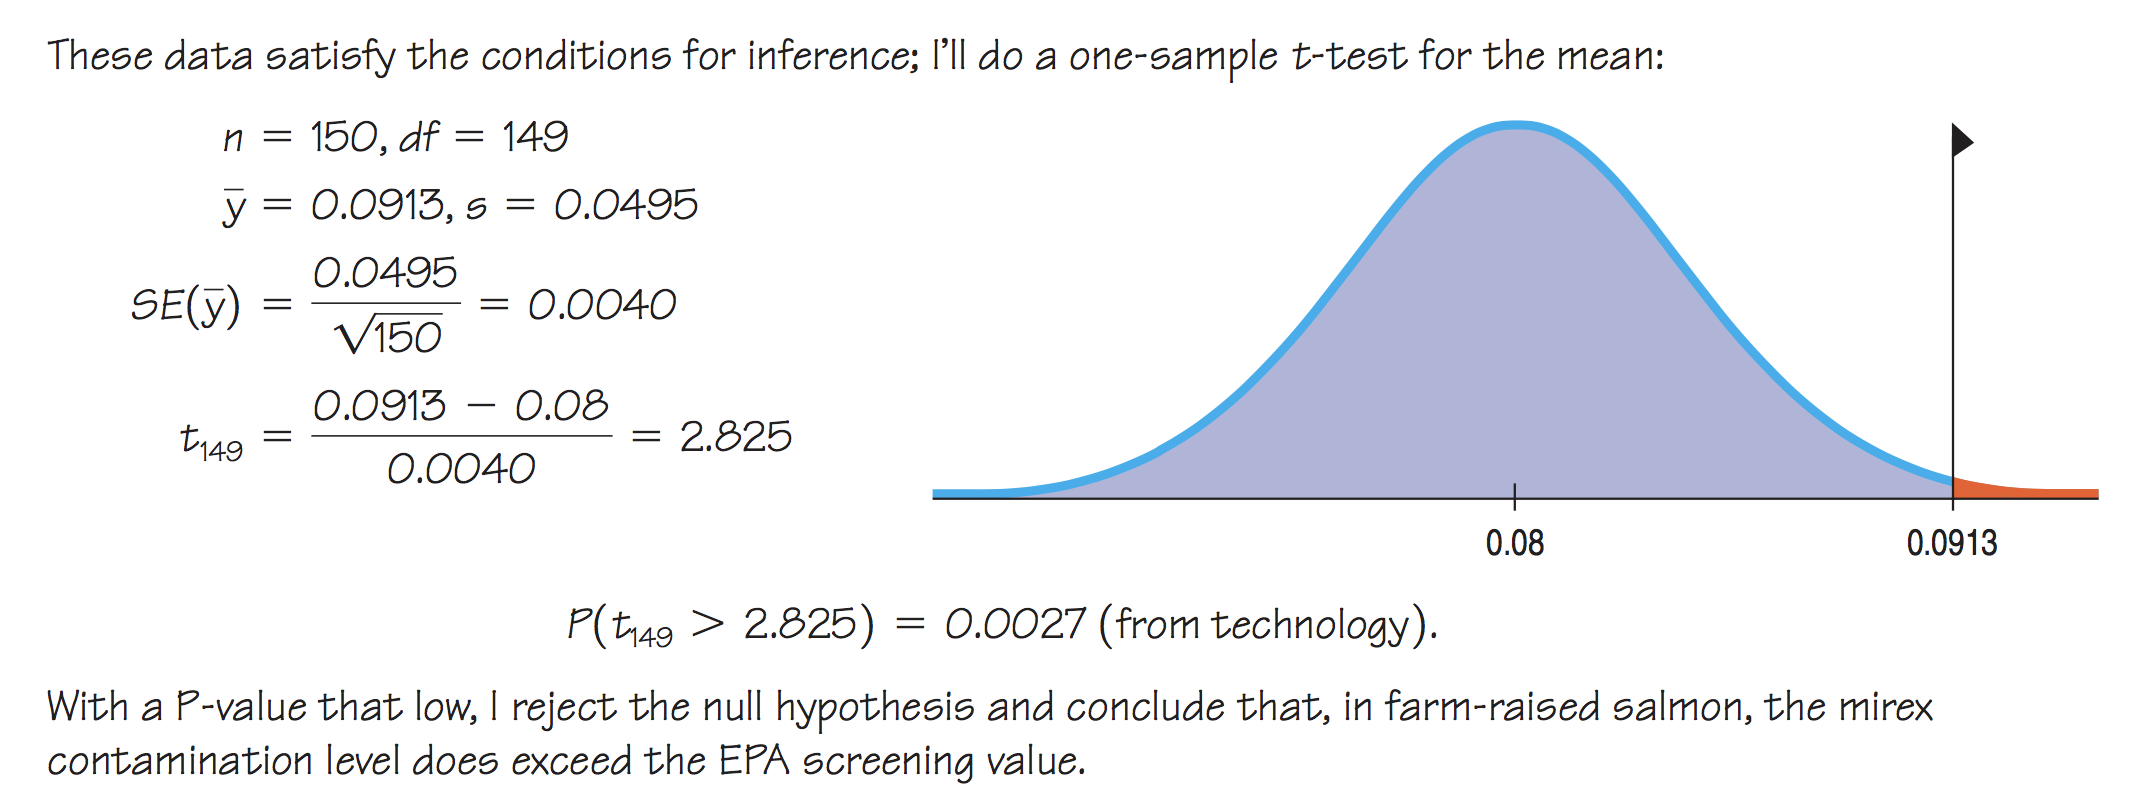 These data satisfy the conditions for inference; I'll do a one-sample t-test for the mean:
n = 150, df = 149
y̅ = 0.0913, s = 0.0495
SE(y̅) = 0.0495/√150 = 0.0040
t₁₄₉ = (0.0913 − 0.08)/0.0040 = 2.825
0.08 0.0913
P(t₁₄₉ > 2.825) = 0.0027 (from technology).
With a P-value that low, I reject the null hypothesis and conclude that, in farm-raised salmon, the mirex
contamination level does exceed the EPA screening value.